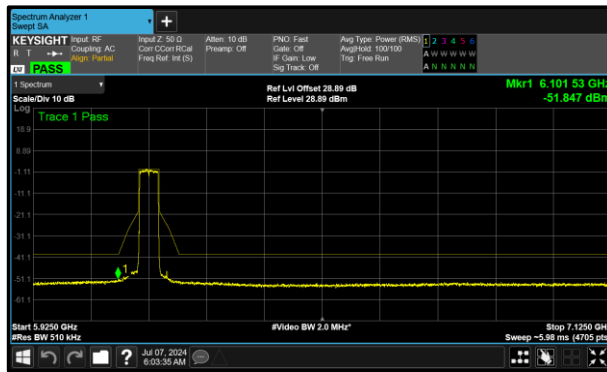 Spectrum Analyzer 1
Swept SA
+
KEYSIGHT Input: RF Input Z: 50 Ω Atten: 10 dB PNO: Fast Avg Type: Power (RMS) 1 2 3 4 5 6
R T Coupling: AC Corr CCorr RCal Preamp: Off Gate: Off Avg|Hold: 100/100 A W W W W W
Align: Partial Freq Ref: Int (S) IF Gain: Low Trig: Free Run
Sig Track: Off A N N N N N
LXI PASS
1 Spectrum Ref Lvl Offset 28.89 dB Mkr1 6.101 53 GHz
Scale/Div 10 dB Ref Level 28.89 dBm -51.847 dBm
Log Trace 1 Pass
18.9
8.89
-1.11
-11.1
-21.1
-31.1
-41.1
-51.1
1
-61.1
Start 5.9250 GHz #Video BW 2.0 MHz* Stop 7.1250 GHz
#Res BW 510 kHz Sweep ~5.98 ms (4705 pts)
? Jul 07, 2024
6:03:35 AM